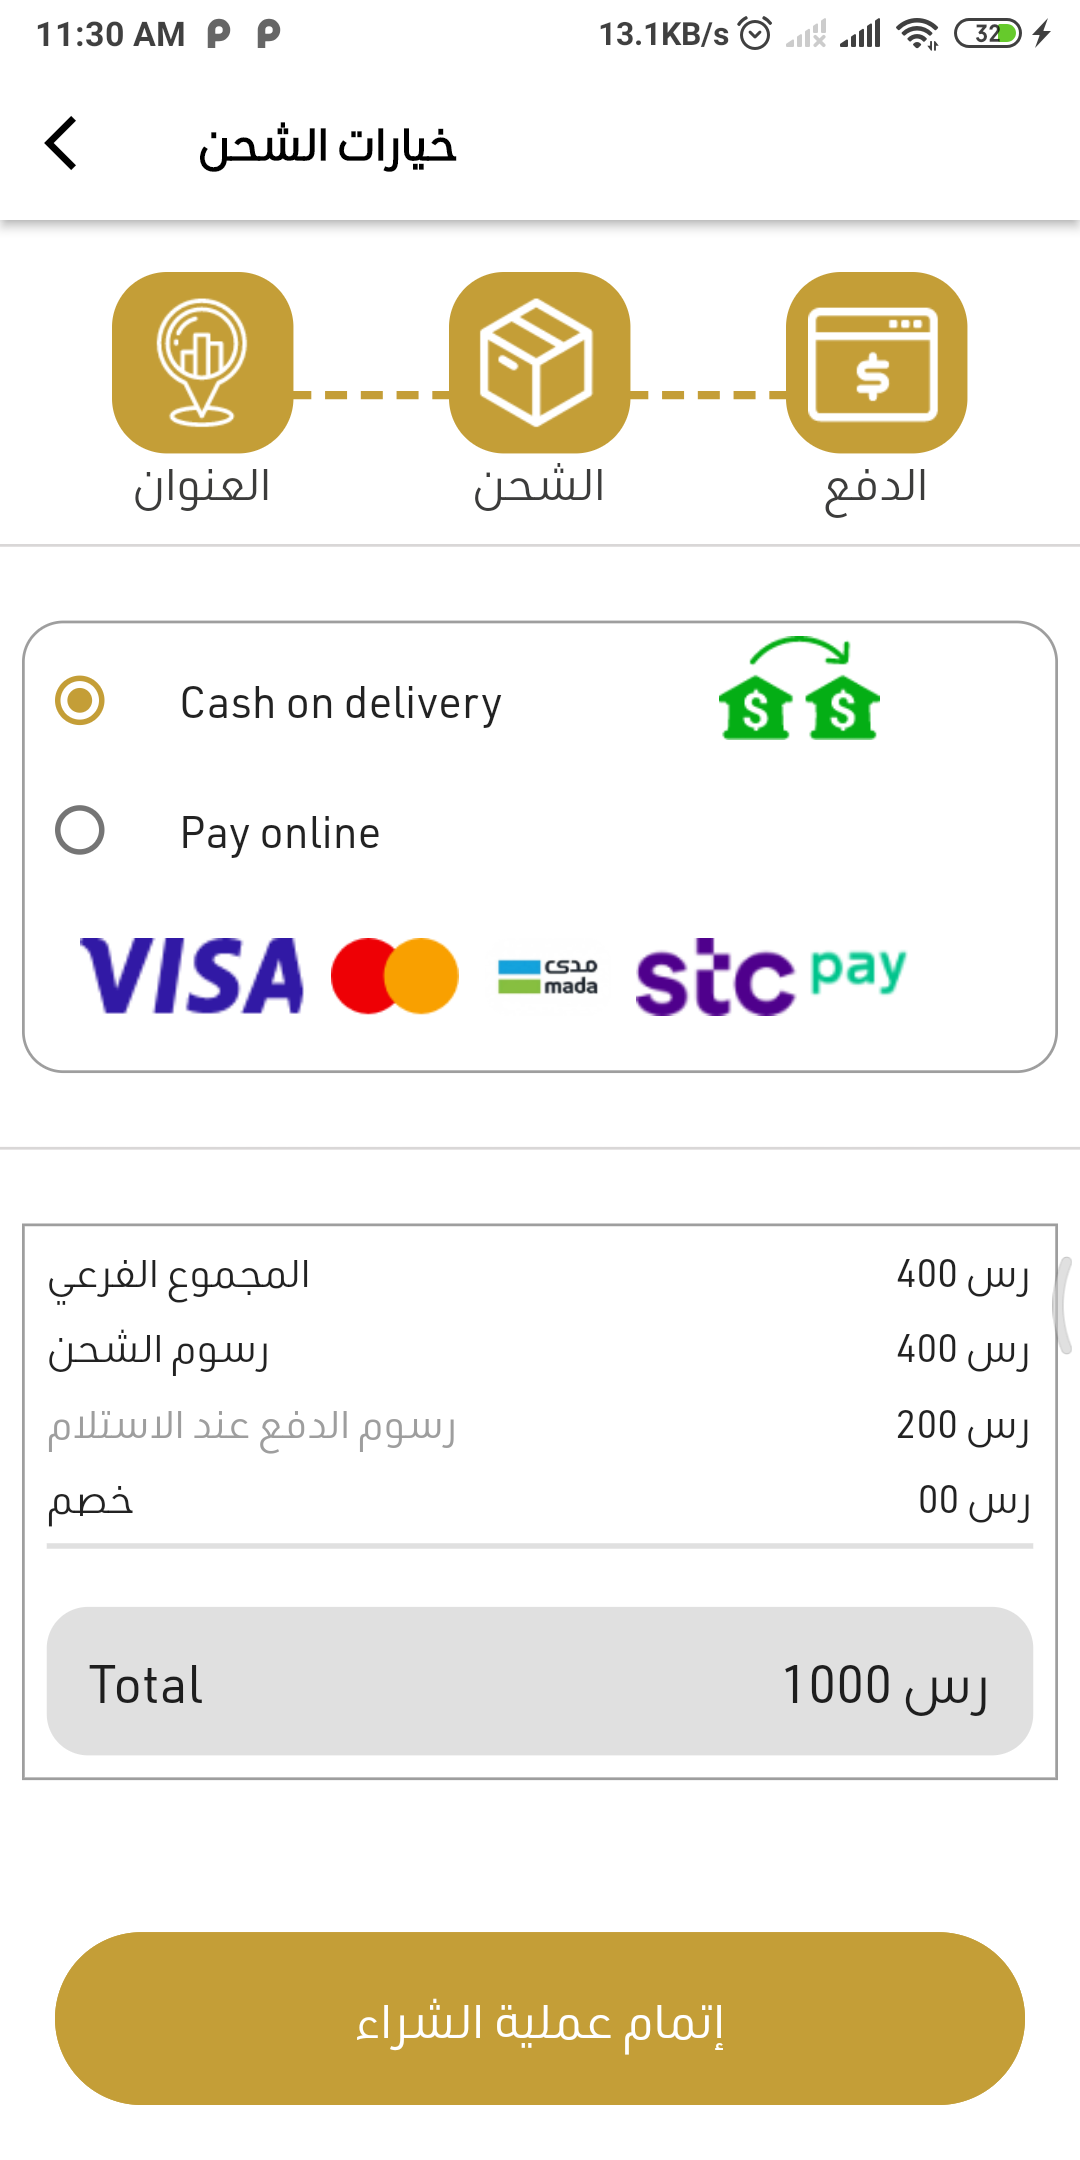 11:30 AM
13.1KB/s
32
خيارات الشحن
العنوان
الشحن
الدفع
Cash on delivery
Pay online
VISA
مدى
mada
stc pay
المجموع الفرعي
400 رس
رسوم الشحن
400 رس
رسوم الدفع عند الاستلام
200 رس
خصم
00 رس
Total
1000 رس
إتمام عملية الشراء